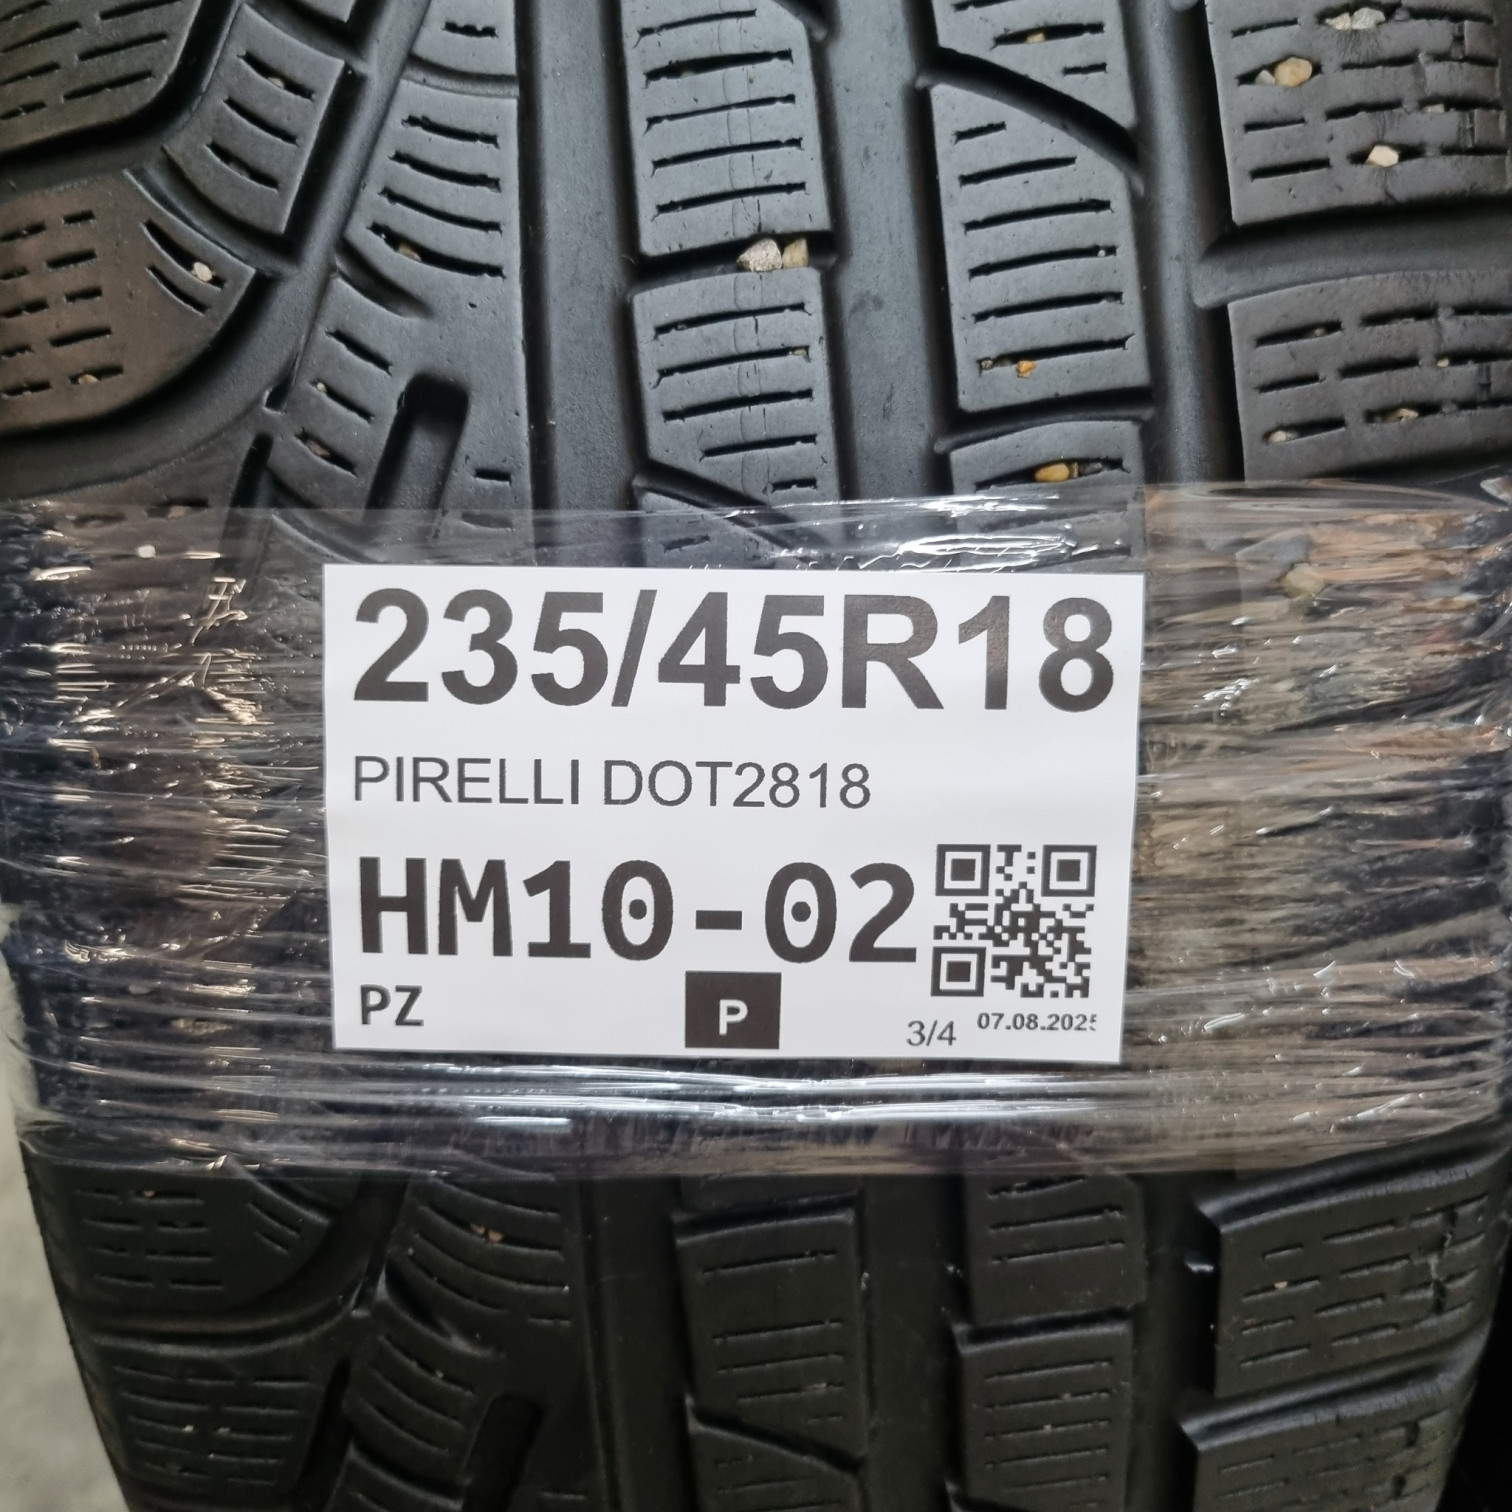 235/45R18
PIRELLI DOT2818
HM10-02
PZ
P
3/4
07.08.2025